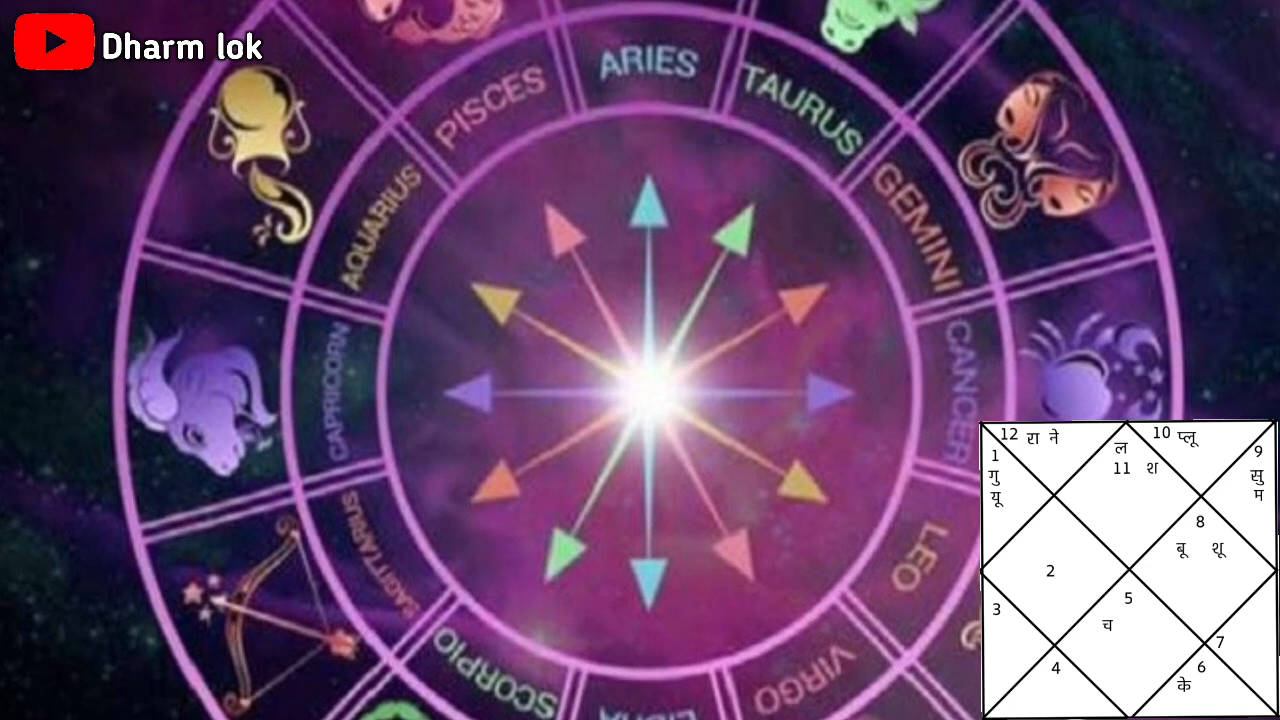 Dharm lok
ARIES
TAURUS
GEMINI
CANCER
LEO
VIRGO
LIBRA
SCORPIO
SAGITTARIUS
CAPRICORN
AQUARIUS
PISCES
12 रा ने
ल
11 श
10 प्लू
9
सु
म
1
गु
यू
8
बू शू
2
5
च
3
4
7
6
के